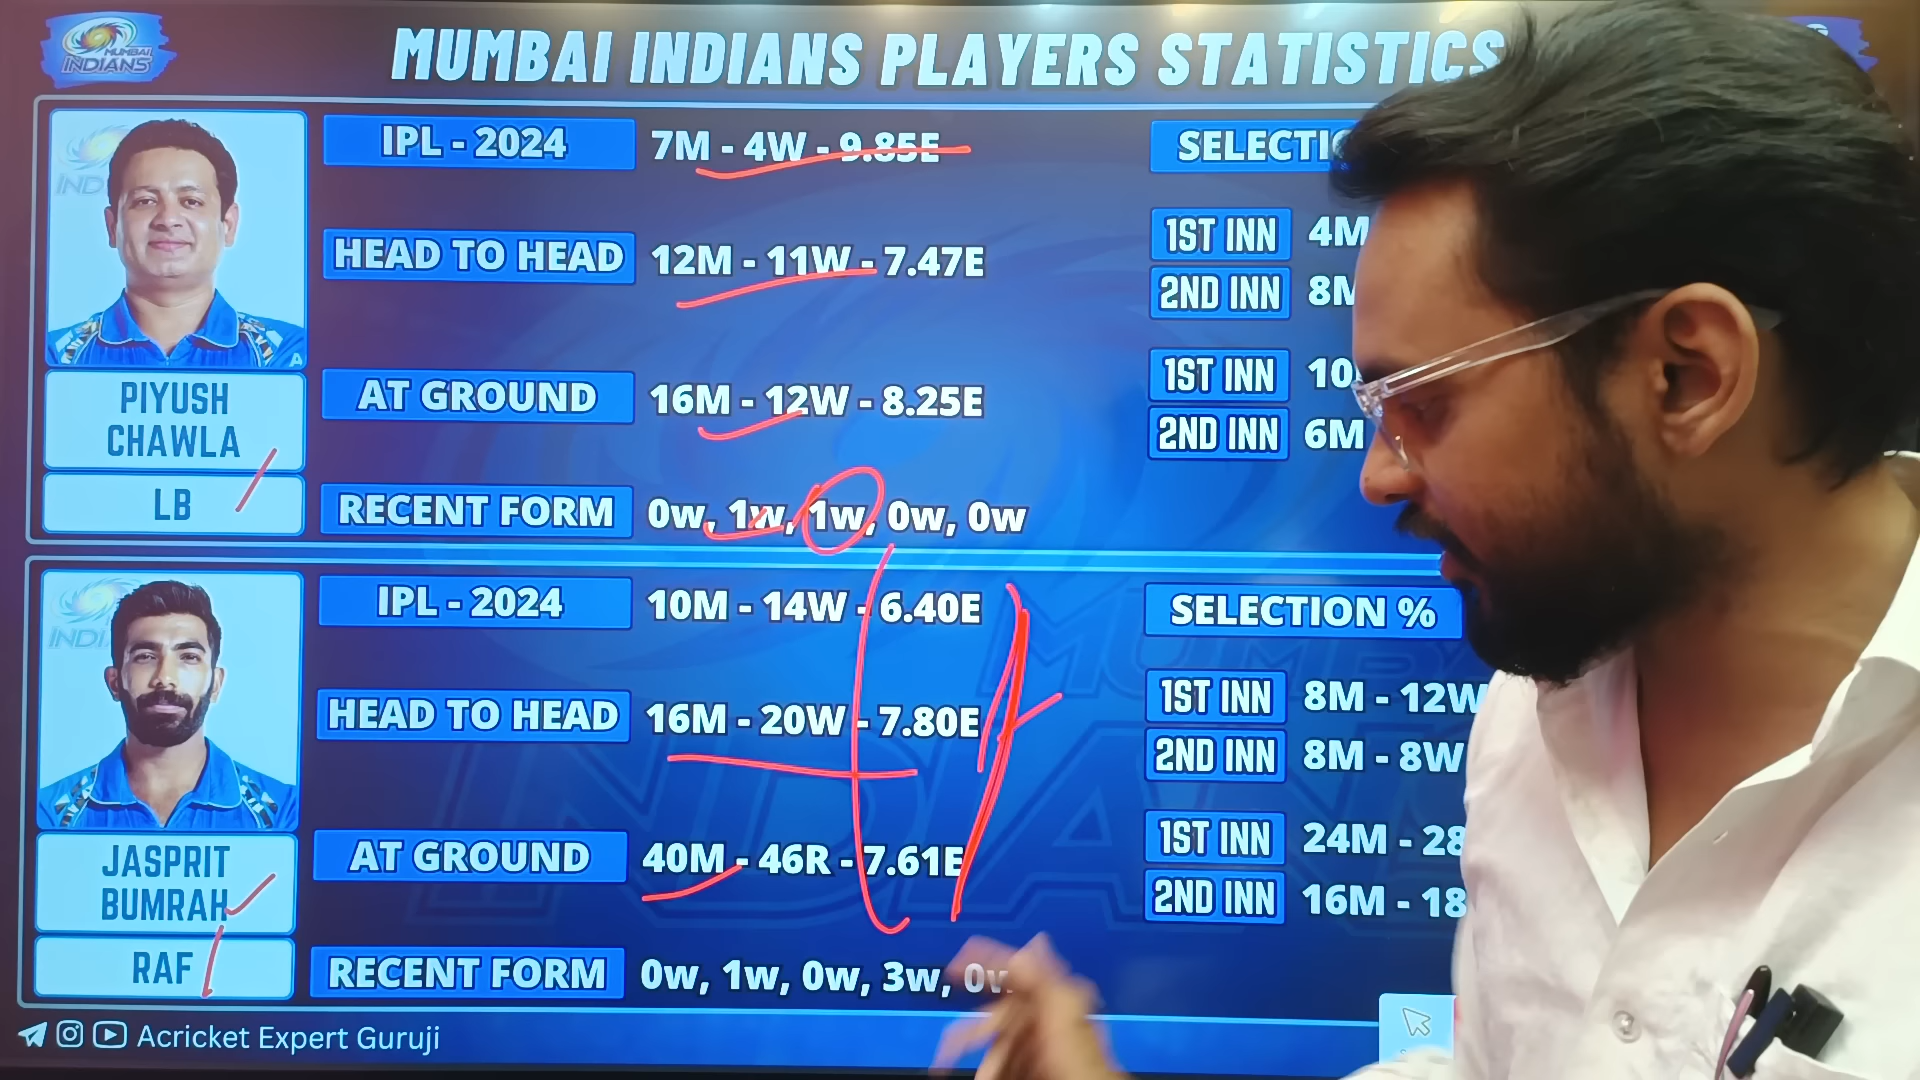 MUMBAI INDIANS
MUMBAI INDIANS PLAYERS STATISTICS
IPL - 2024 7M - 4W - 9.85E
HEAD TO HEAD 12M - 11W - 7.47E
1ST INN 4M
2ND INN 8M
PIYUSH
CHAWLA
LB
AT GROUND 16M - 12W - 8.25E
1ST INN 10
2ND INN 6M
RECENT FORM 0w, 1w, 1w, 0w, 0w
IPL - 2024 10M - 14W - 6.40E
SELECTION %
HEAD TO HEAD 16M - 20W - 7.80E
1ST INN 8M - 12W
2ND INN 8M - 8W
JASPRIT
BUMRAH
RAF
AT GROUND 40M - 46R - 7.61E
1ST INN 24M - 28
2ND INN 16M - 18
RECENT FORM 0w, 1w, 0w, 3w,
Acricket Expert Guruji